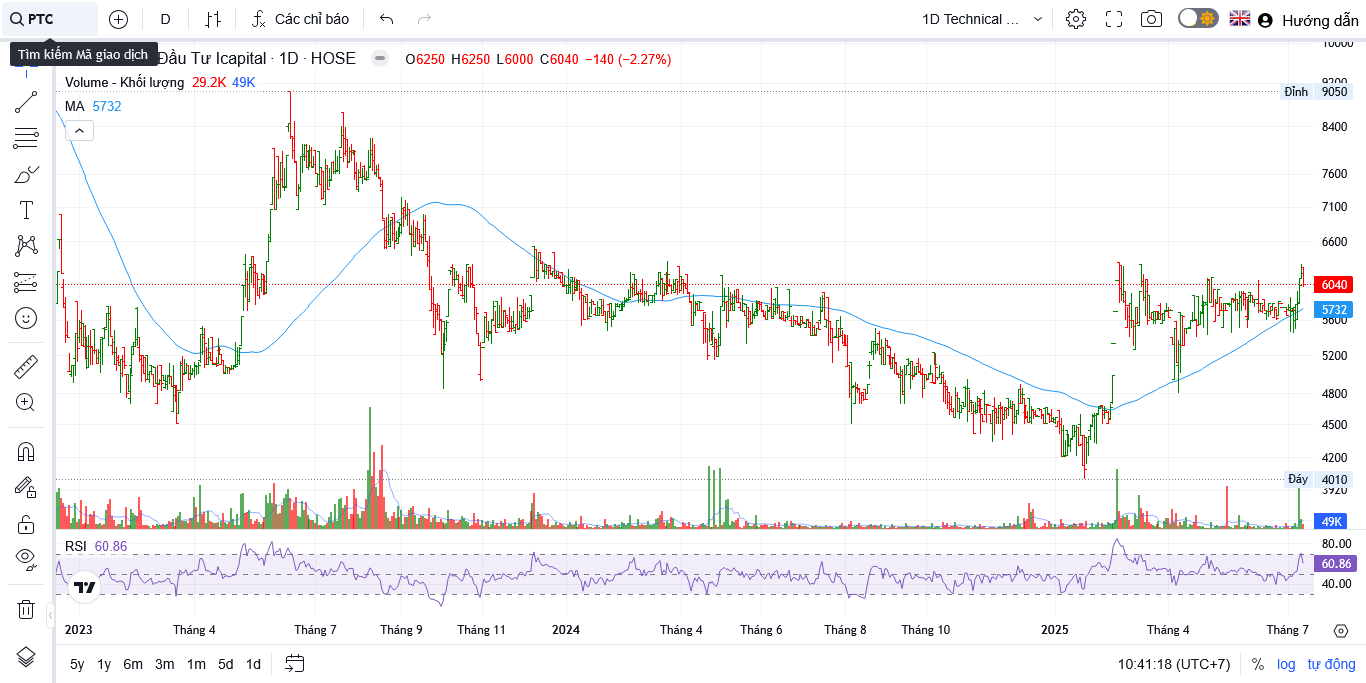 PTC
D
Các chỉ báo
1D Technical ...
Hướng dẫn
Tìm kiếm Mã giao dịch
Đầu Tư Icapital · 1D · HOSE
O6250 H6250 L6000 C6040 −140 (−2.27%)
Volume - Khối lượng 29.2K 49K
MA 5732
10000
9200
Đỉnh 9050
8400
7600
7100
6600
6040
5732
5600
5200
4800
4500
4200
Đáy 4010
3920
49K
RSI 60.86
80.00
60.86
40.00
2023 Tháng 4 Tháng 7 Tháng 9 Tháng 11 2024 Tháng 4 Tháng 6 Tháng 8 Tháng 10 2025 Tháng 4 Tháng 7
5y 1y 6m 3m 1m 5d 1d
10:41:18 (UTC+7) % log tự động